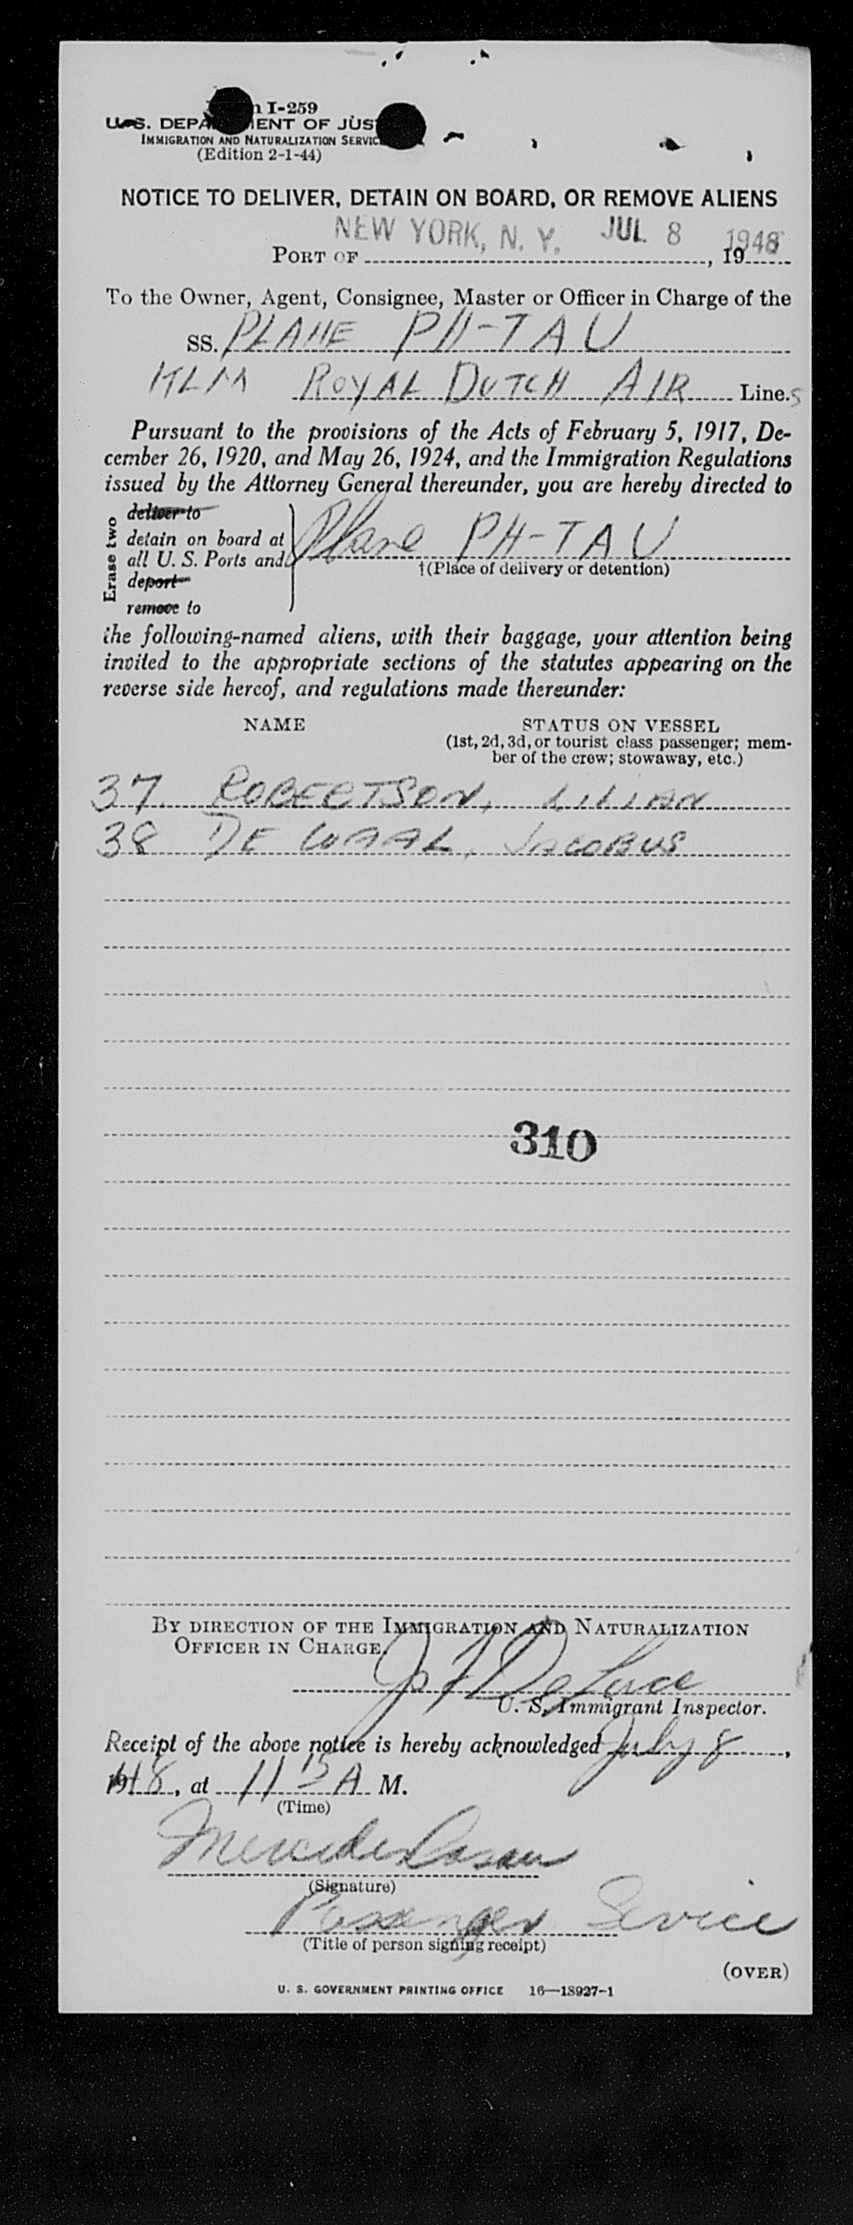 I-259
U. S. DEPARTMENT OF JUSTICE
IMMIGRATION AND NATURALIZATION SERVICE
(Edition 2-1-44)
NOTICE TO DELIVER, DETAIN ON BOARD, OR REMOVE ALIENS
NEW YORK, N. Y. JUL 8 1948
PORT OF , 19
To the Owner, Agent, Consignee, Master or Officer in Charge of the
SS. PLANE PH-TAU
KLM ROYAL DUTCH AIR Line.s
Pursuant to the provisions of the Acts of February 5, 1917, De-
cember 26, 1920, and May 26, 1924, and the Immigration Regulations
issued by the Attorney General thereunder, you are hereby directed to
Erase two
deliver to
detain on board at
all U. S. Ports and
deport
remove to
Plane PH-TAU
†(Place of delivery or detention)
the following-named aliens, with their baggage, your attention being
invited to the appropriate sections of the statutes appearing on the
reverse side hereof, and regulations made thereunder:
NAME STATUS ON VESSEL
(1st, 2d, 3d, or tourist class passenger; mem-
ber of the crew; stowaway, etc.)
37. ROBERTSON, LILIAN
38 DE WAAL, JACOBUS
310
BY DIRECTION OF THE IMMIGRATION AND NATURALIZATION
OFFICER IN CHARGE
U. S. Immigrant Inspector.
Receipt of the above notice is hereby acknowledged July 8,
1948, at 11 15 A M.
(Time)
(Signature)
Passenger Service
(Title of person signing receipt)
(OVER)
U. S. GOVERNMENT PRINTING OFFICE 16—18927-1